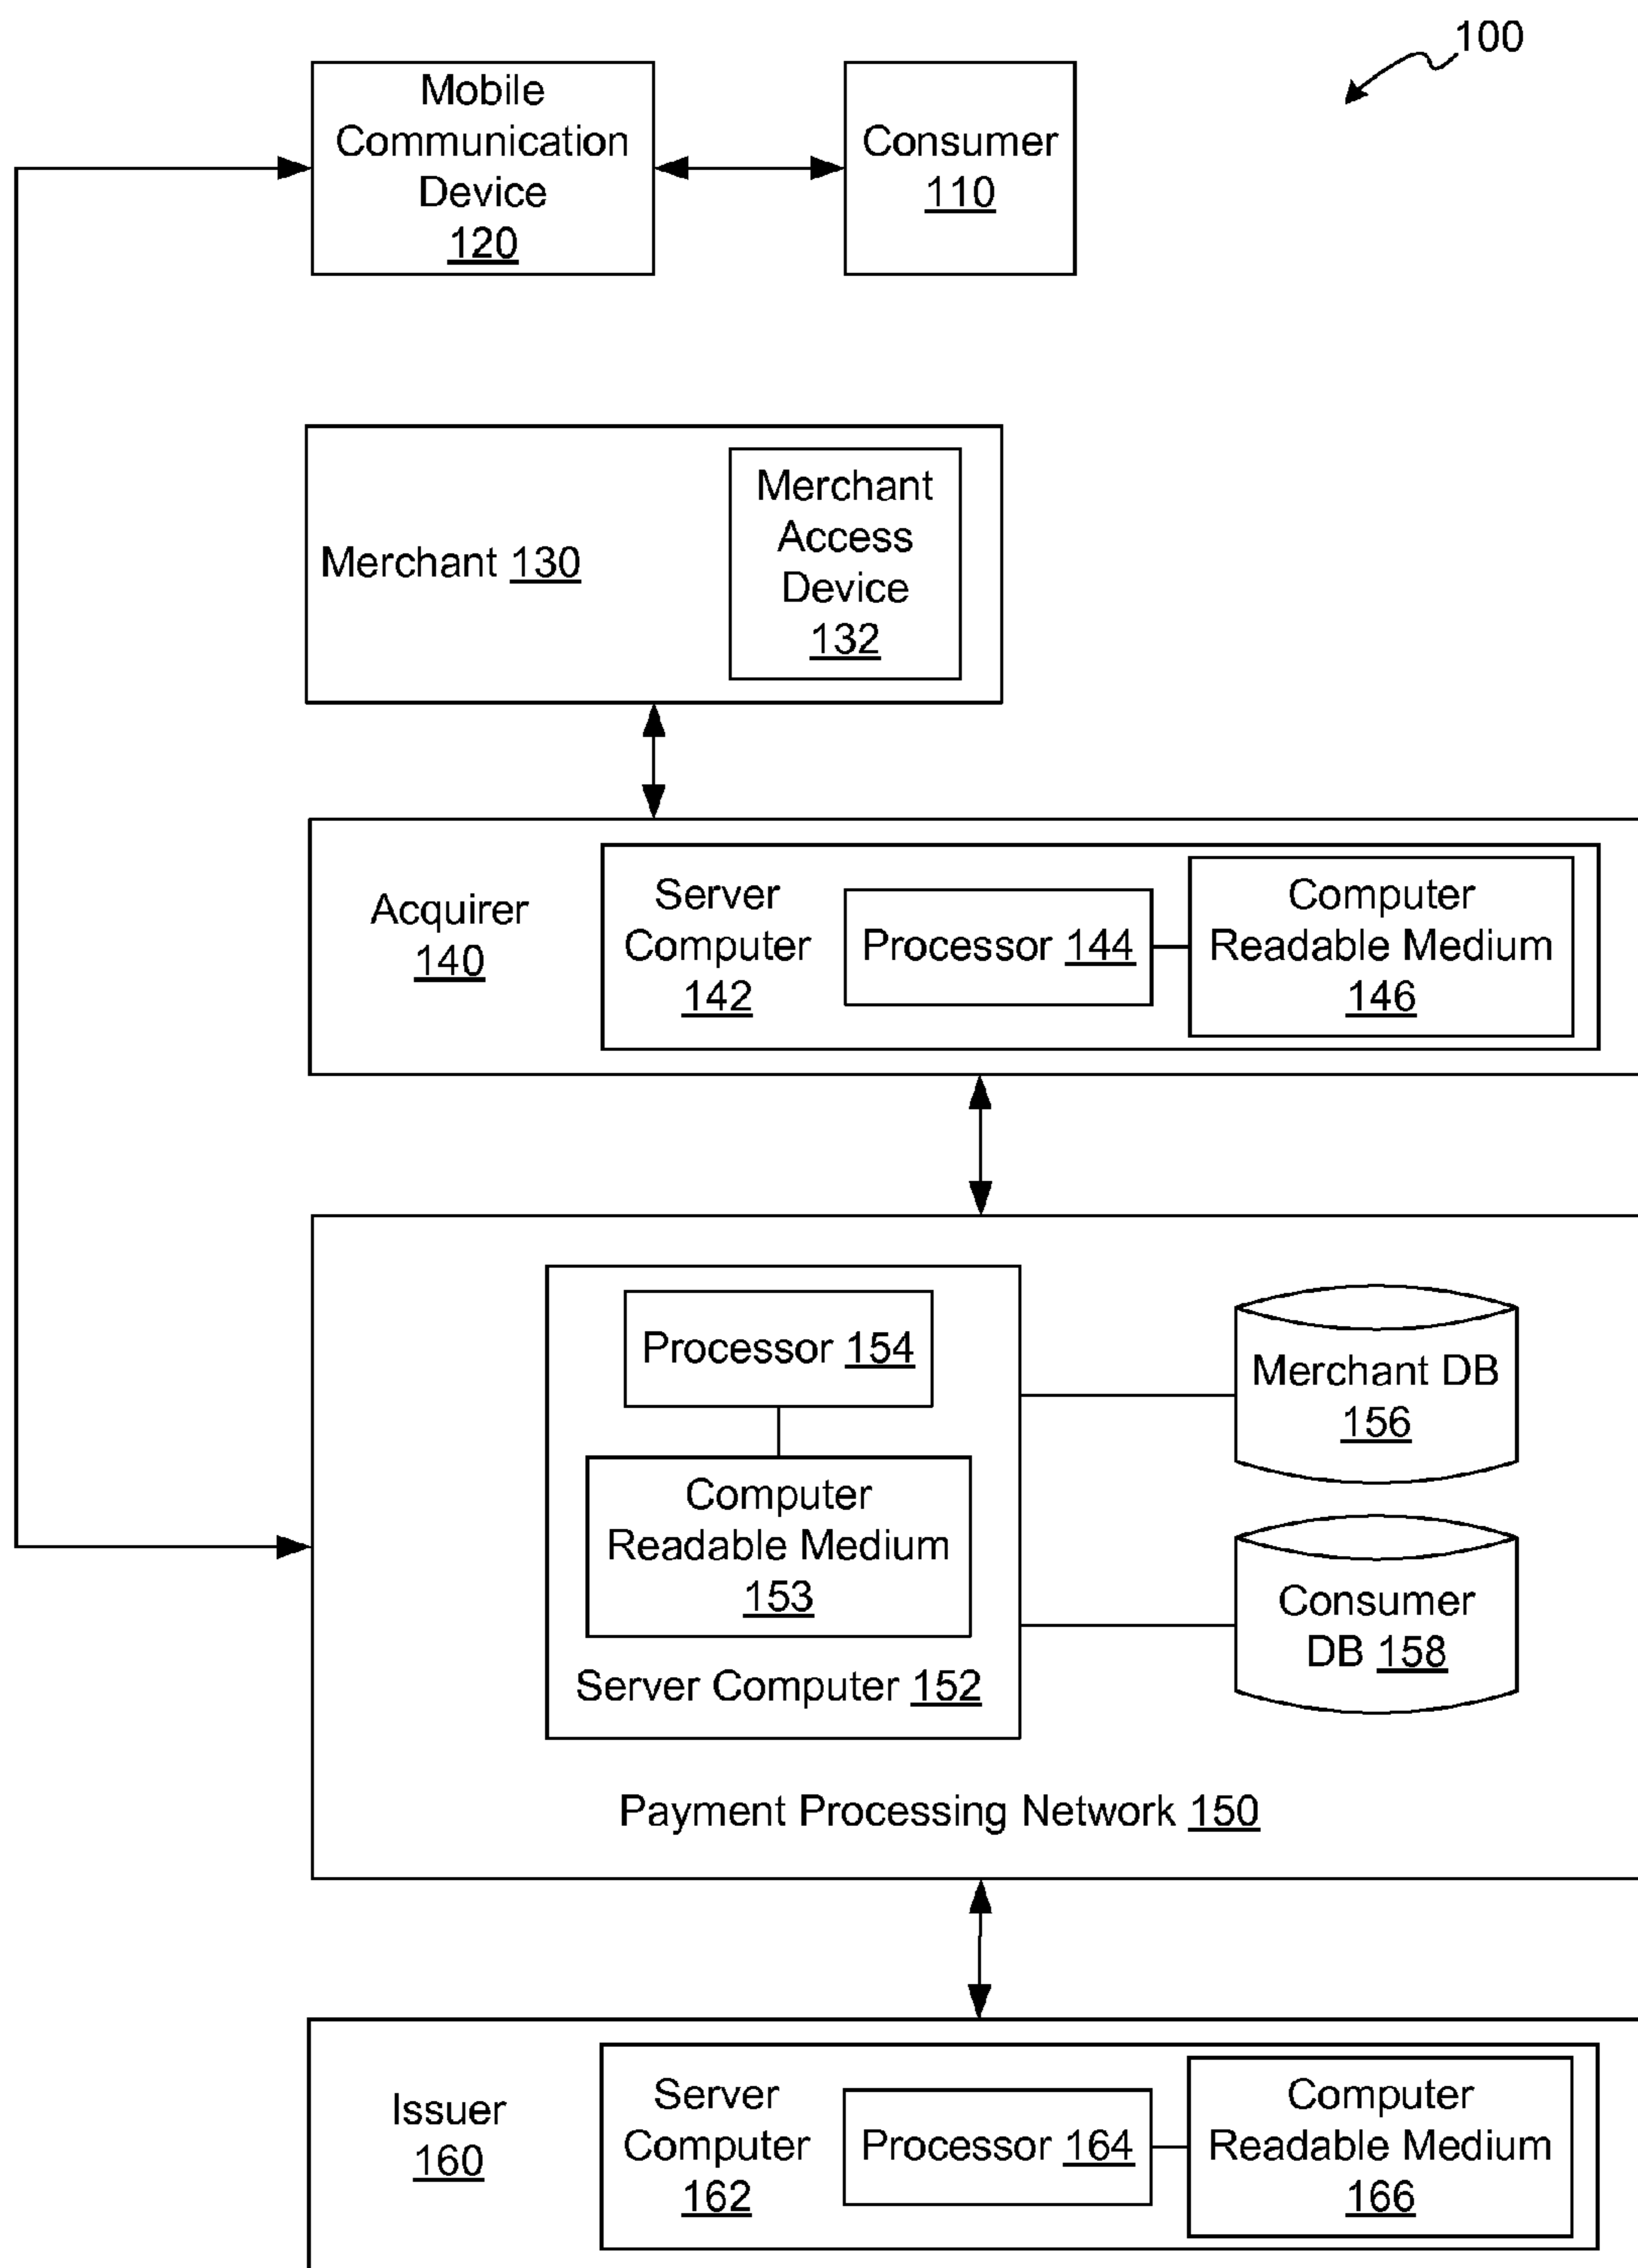 100
Mobile
Communication
Device
120
Consumer
110
Merchant 130
Merchant
Access
Device
132
Acquirer
140
Server
Computer
142
Processor 144
Computer
Readable Medium
146
Processor 154
Computer
Readable Medium
153
Server Computer 152
Merchant DB
156
Consumer
DB 158
Payment Processing Network 150
Issuer
160
Server
Computer
162
Processor 164
Computer
Readable Medium
166